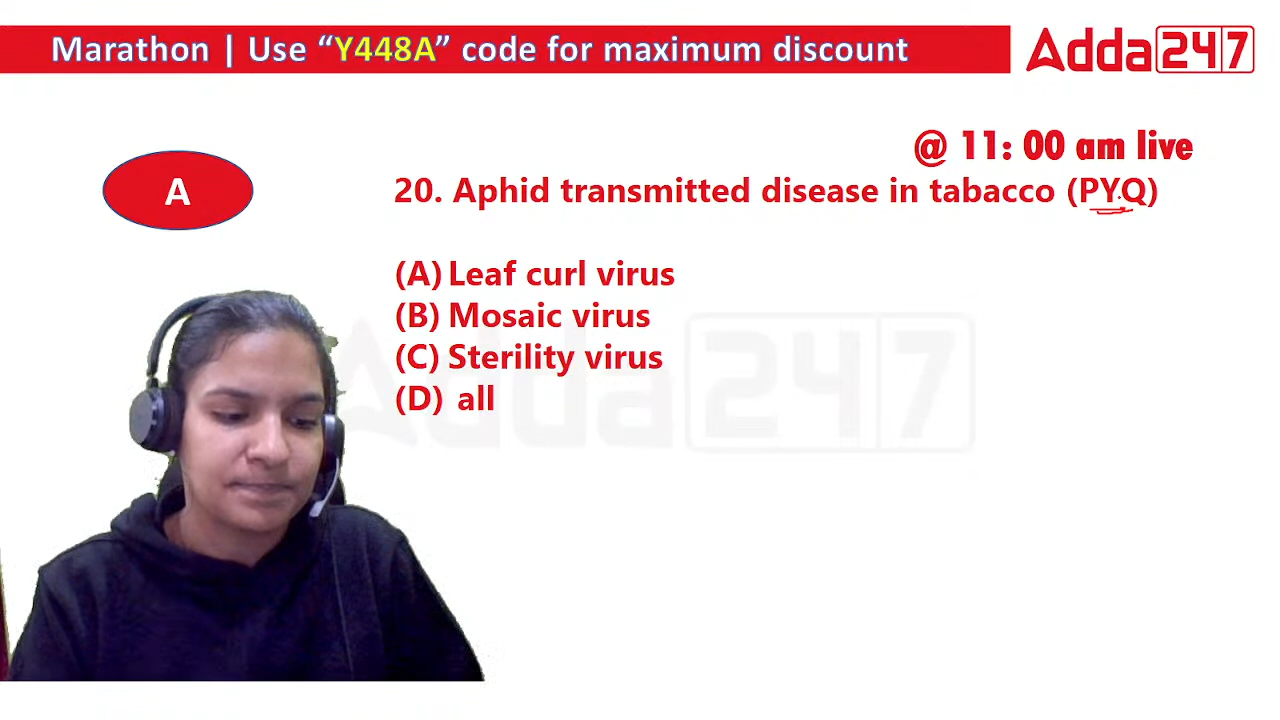 Marathon | Use “Y448A” code for maximum discount
Adda247
@ 11: 00 am live
A
20. Aphid transmitted disease in tabacco (PYQ)
(A) Leaf curl virus
(B) Mosaic virus
(C) Sterility virus
(D) all
Adda247